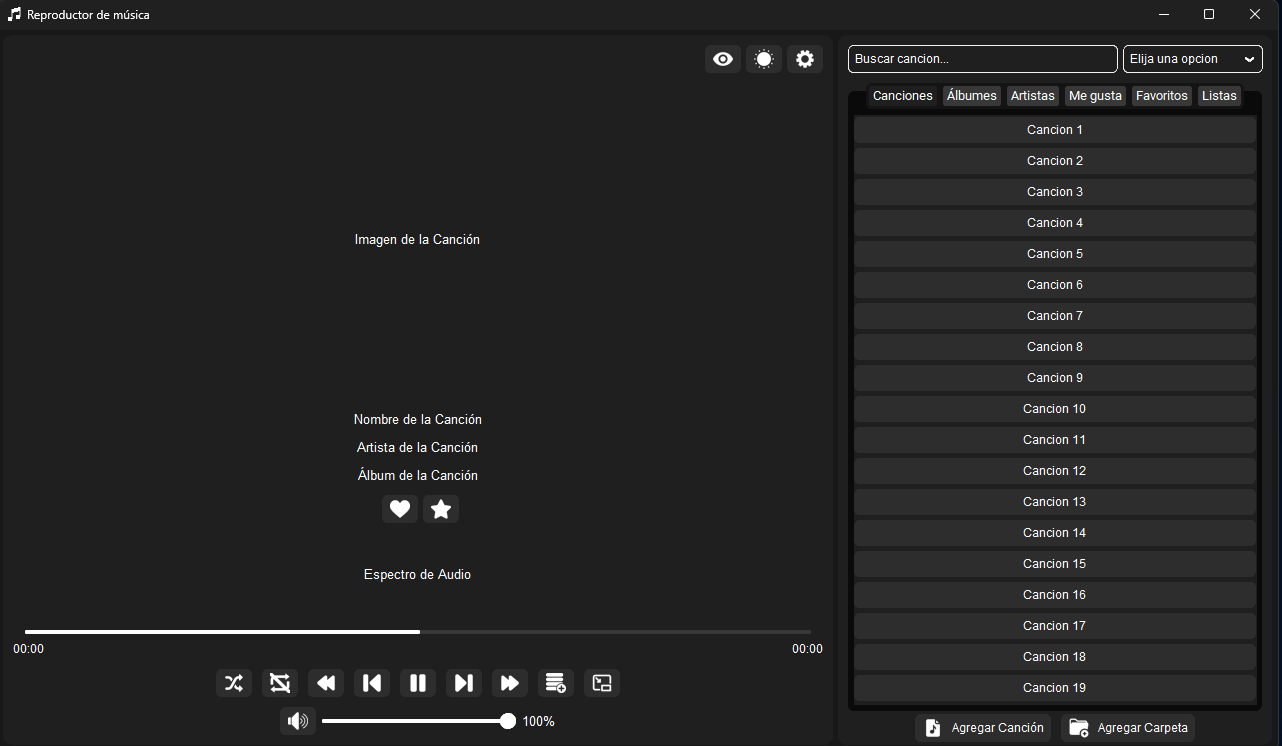 Reproductor de música
Imagen de la Canción
Nombre de la Canción
Artista de la Canción
Álbum de la Canción
Espectro de Audio
00:00 00:00
100%
Buscar cancion... Elija una opcion
Canciones Álbumes Artistas Me gusta Favoritos Listas
Cancion 1
Cancion 2
Cancion 3
Cancion 4
Cancion 5
Cancion 6
Cancion 7
Cancion 8
Cancion 9
Cancion 10
Cancion 11
Cancion 12
Cancion 13
Cancion 14
Cancion 15
Cancion 16
Cancion 17
Cancion 18
Cancion 19
Agregar Canción Agregar Carpeta